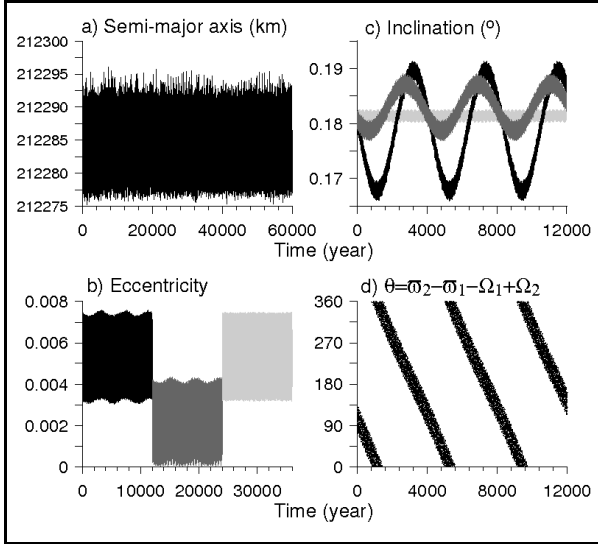 a) Semi-major axis (km)
212300
212295
212290
212285
212280
212275
0 20000 40000 60000
Time (year)
c) Inclination (º)
0.19
0.18
0.17
0 4000 8000 12000
Time (year)
b) Eccentricity
0.008
0.006
0.004
0.002
0
0 10000 20000 30000
Time (year)
d) θ=ϖ₂−ϖ₁−Ω₁+Ω₂
360
270
180
90
0
0 4000 8000 12000
Time (year)